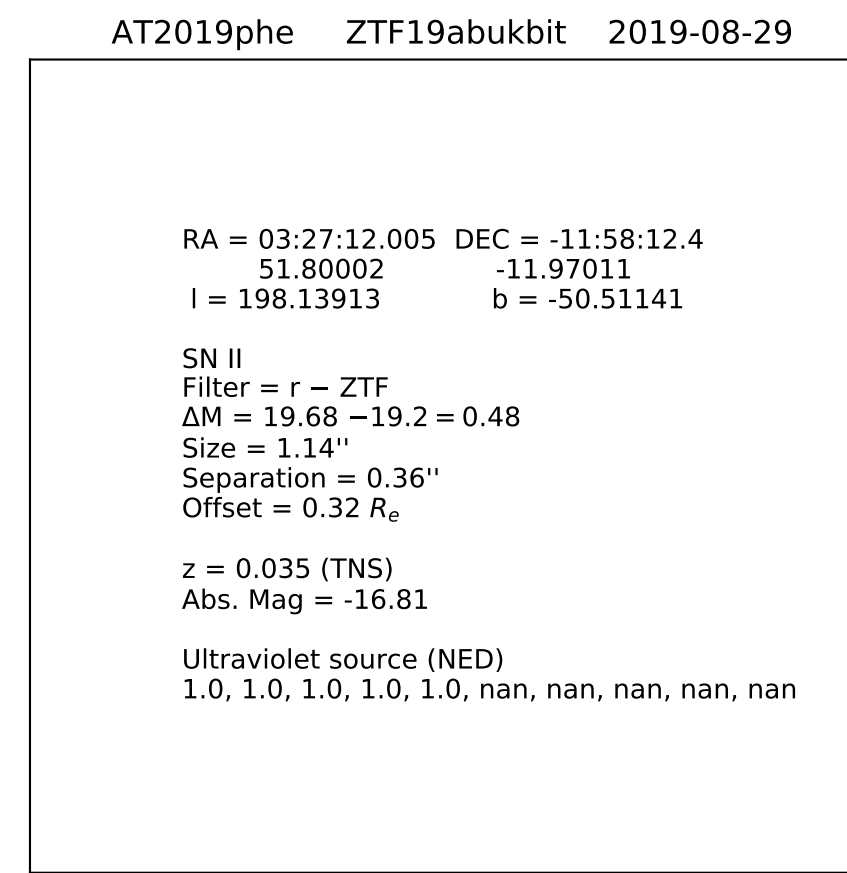 AT2019phe ZTF19abukbit 2019-08-29
RA = 03:27:12.005 DEC = -11:58:12.4
51.80002 -11.97011
l = 198.13913 b = -50.51141
SN II
Filter = r − ZTF
ΔM = 19.68 −19.2 = 0.48
Size = 1.14''
Separation = 0.36''
Offset = 0.32 Rₑ
z = 0.035 (TNS)
Abs. Mag = -16.81
Ultraviolet source (NED)
1.0, 1.0, 1.0, 1.0, 1.0, nan, nan, nan, nan, nan